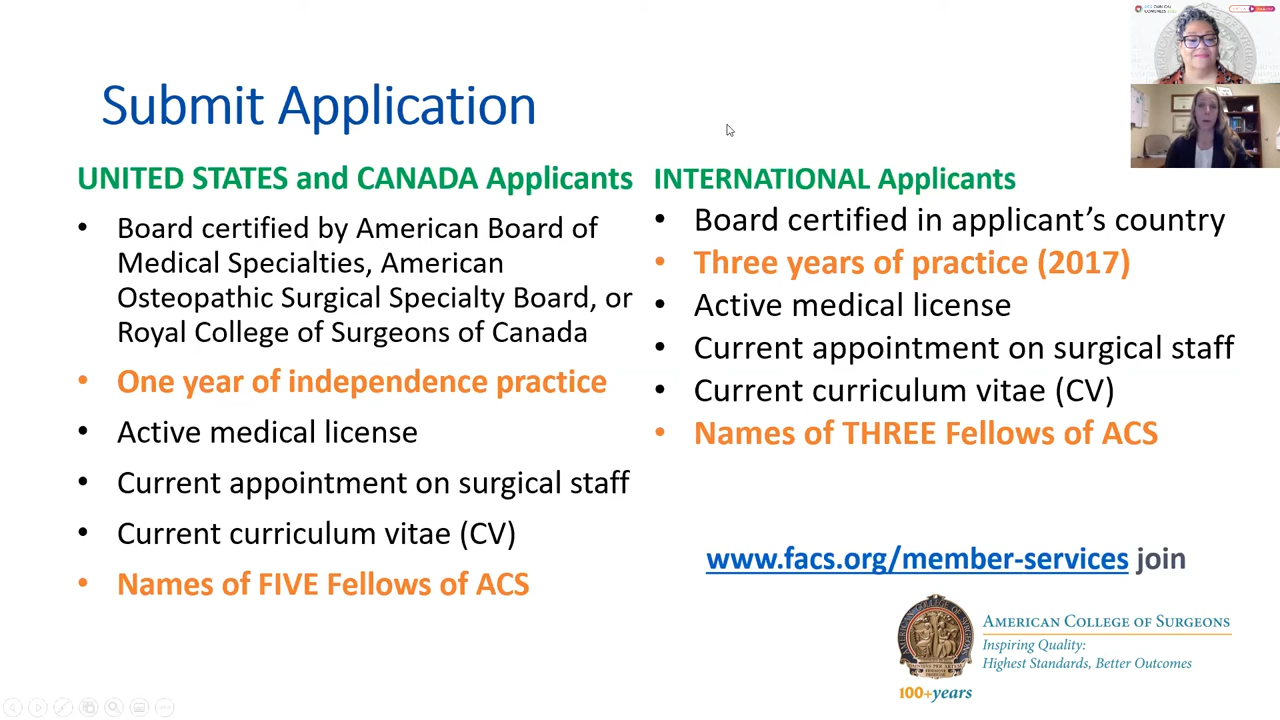 Submit Application
UNITED STATES and CANADA Applicants
• Board certified by American Board of
Medical Specialties, American
Osteopathic Surgical Specialty Board, or
Royal College of Surgeons of Canada
• One year of independence practice
• Active medical license
• Current appointment on surgical staff
• Current curriculum vitae (CV)
• Names of FIVE Fellows of ACS
INTERNATIONAL Applicants
• Board certified in applicant’s country
• Three years of practice (2017)
• Active medical license
• Current appointment on surgical staff
• Current curriculum vitae (CV)
• Names of THREE Fellows of ACS
www.facs.org/member-services join
AMERICAN COLLEGE OF SURGEONS
Inspiring Quality:
Highest Standards, Better Outcomes
100+years